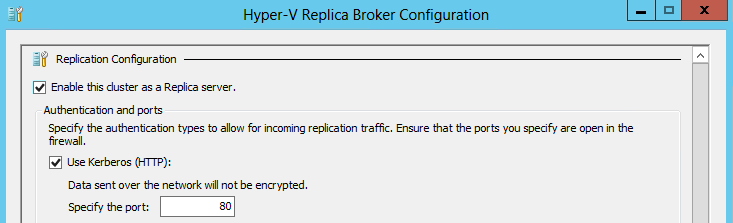 Hyper-V Replica Broker Configuration
Replication Configuration
Enable this cluster as a Replica server.
Authentication and ports
Specify the authentication types to allow for incoming replication traffic. Ensure that the ports you specify are open in the
firewall.
Use Kerberos (HTTP):
Data sent over the network will not be encrypted.
Specify the port: 80